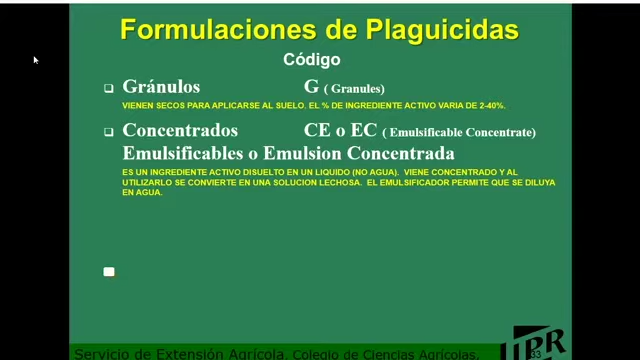 Formulaciones de Plaguicidas
Código
Gránulos G ( Granules)
VIENEN SECOS PARA APLICARSE AL SUELO. EL % DE INGREDIENTE ACTIVO VARIA DE 2-40%.
Concentrados CE o EC ( Emulsificable Concentrate)
Emulsificables o Emulsion Concentrada
ES UN INGREDIENTE ACTIVO DISUELTO EN UN LIQUIDO (NO AGUA). VIENE CONCENTRADO Y AL
UTILIZARLO SE CONVIERTE EN UNA SOLUCION LECHOSA. EL EMULSIFICADOR PERMITE QUE SE DILUYA
EN AGUA.
UPR
33
Servicio de Extensión Agrícola, Colegio de Ciencias Agrícolas,